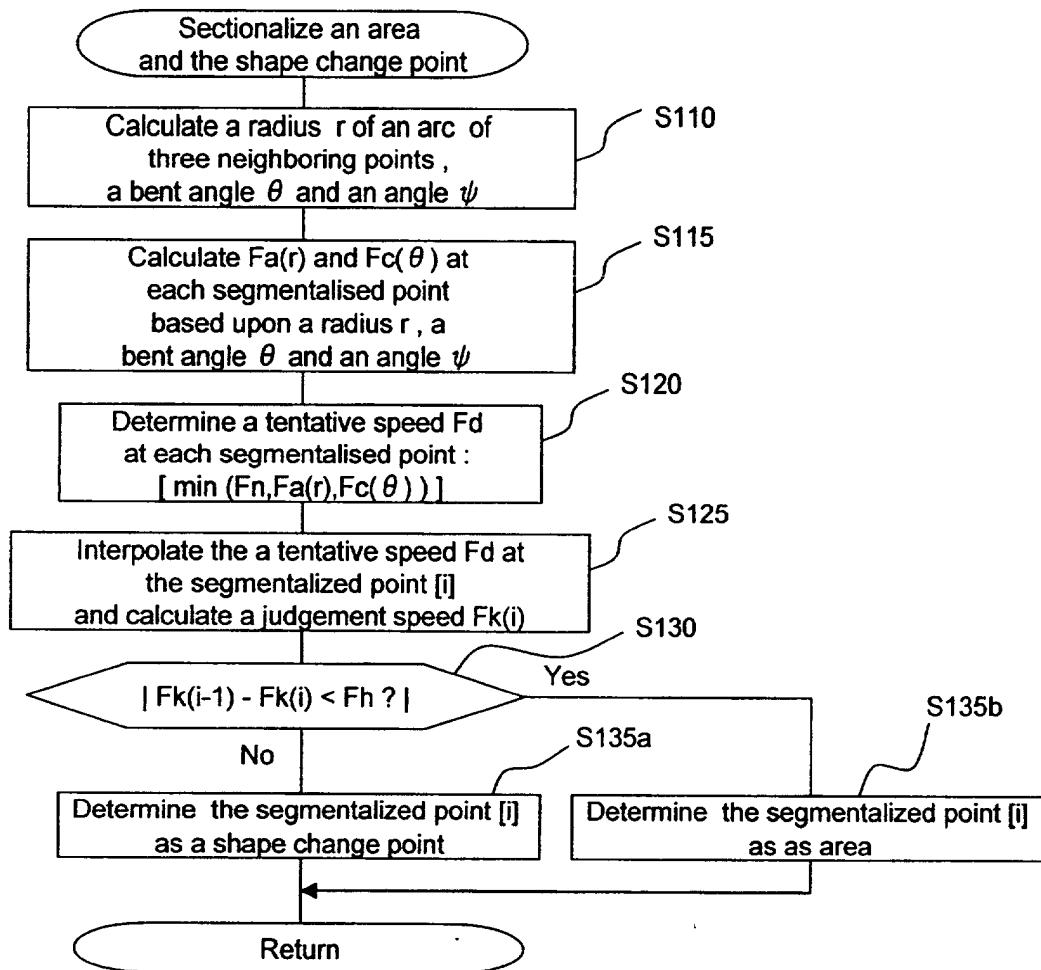 Sectionalize an area
and the shape change point
S110
Calculate a radius r of an arc of
three neighboring points ,
a bent angle θ and an angle ψ
S115
Calculate Fa(r) and Fc(θ) at
each segmentalised point
based upon a radius r , a
bent angle θ and an angle ψ
S120
Determine a tentative speed Fd
at each segmentalised point :
[ min (Fn,Fa(r),Fc(θ) ) ]
S125
Interpolate the a tentative speed Fd at
the segmentalized point [i]
and calculate a judgement speed Fk(i)
S130
| Fk(i-1) - Fk(i) < Fh ? |
Yes
No
S135a
S135b
Determine the segmentalized point [i]
as a shape change point
Determine the segmentalized point [i]
as as area
Return